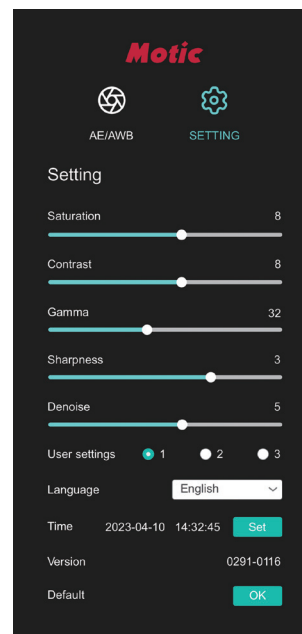 Motic
AE/AWB SETTING
Setting
Saturation 8
Contrast 8
Gamma 32
Sharpness 3
Denoise 5
User settings 1 2 3
Language English
Time 2023-04-10 14:32:45 Set
Version 0291-0116
Default OK